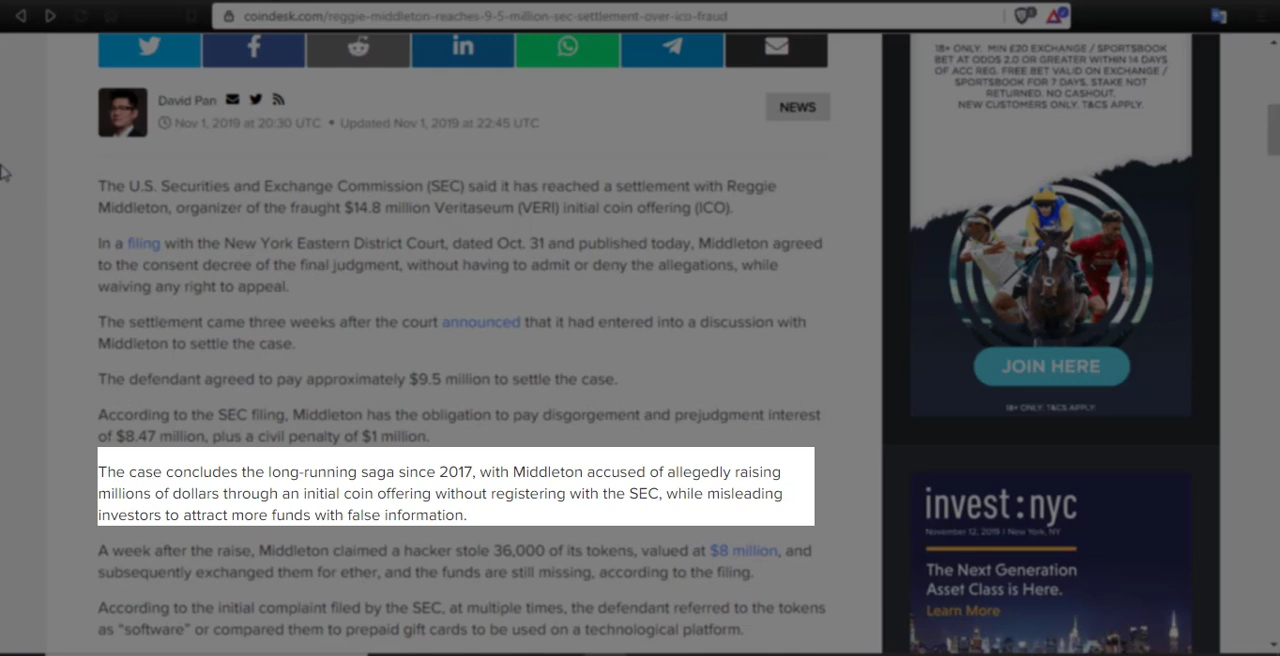 coindesk.com/reggie-middleton-reaches-9-5-million-sec-settlement-over-ico-fraud
18+ ONLY. MIN £20 EXCHANGE / SPORTSBOOK
BET AT ODDS 2.0 OR GREATER WITHIN 14 DAYS
OF ACC REG. FREE BET VALID ON EXCHANGE /
SPORTSBOOK FOR 7 DAYS. STAKE NOT
RETURNED. NO CASHOUT.
NEW CUSTOMERS ONLY. T&CS APPLY.
David Pan
Nov 1, 2019 at 20:30 UTC • Updated Nov 1, 2019 at 22:45 UTC
NEWS
The U.S. Securities and Exchange Commission (SEC) said it has reached a settlement with Reggie
Middleton, organizer of the fraught $14.8 million Veritaseum (VERI) initial coin offering (ICO).
In a filing with the New York Eastern District Court, dated Oct. 31 and published today, Middleton agreed
to the consent decree of the final judgment, without having to admit or deny the allegations, while
waiving any right to appeal.
The settlement came three weeks after the court announced that it had entered into a discussion with
Middleton to settle the case.
The defendant agreed to pay approximately $9.5 million to settle the case.
According to the SEC filing, Middleton has the obligation to pay disgorgement and prejudgment interest
of $8.47 million, plus a civil penalty of $1 million.
The case concludes the long-running saga since 2017, with Middleton accused of allegedly raising
millions of dollars through an initial coin offering without registering with the SEC, while misleading
investors to attract more funds with false information.
A week after the raise, Middleton claimed a hacker stole 36,000 of its tokens, valued at $8 million, and
subsequently exchanged them for ether, and the funds are still missing, according to the filing.
According to the initial complaint filed by the SEC, at multiple times, the defendant referred to the tokens
as “software” or compared them to prepaid gift cards to be used on a technological platform.
JOIN HERE
18+ ONLY. T&CS APPLY.
invest:nyc
November 12, 2019 | New York, NY
The Next Generation
Asset Class is Here.
Learn More